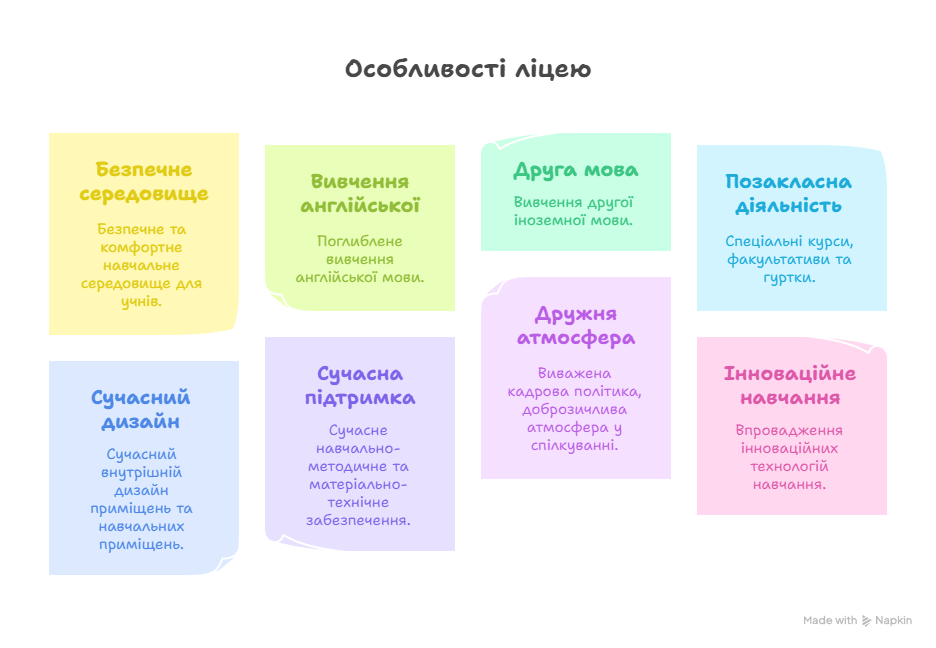 Особливості ліцею
Безпечне
середовище
Безпечне та
комфортне
навчальне
середовище для
учнів.
Вивчення
англійської
Поглиблене
вивчення
англійської мови.
Друга мова
Вивчення другої
іноземної мови.
Позакласна
діяльність
Спеціальні курси,
факультативи та
гуртки.
Сучасний
дизайн
Сучасний
внутрішній
дизайн
приміщень та
навчальних
приміщень.
Сучасна
підтримка
Сучасне
навчально-
методичне та
матеріально-
технічне
забезпечення.
Дружня
атмосфера
Виважена
кадрова політика,
доброзичлива
атмосфера у
спілкуванні.
Інноваційне
навчання
Впровадження
інноваційних
технологій
навчання.
Made with Napkin